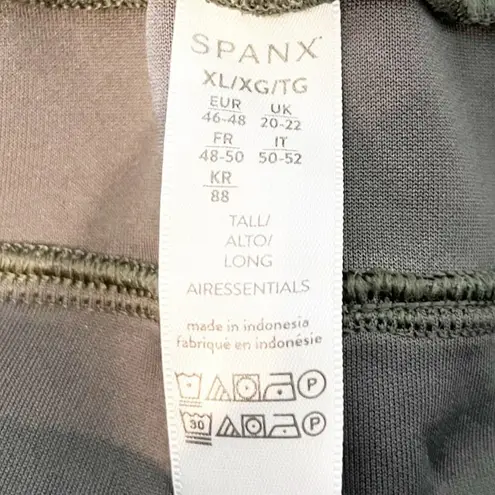 SPANX
XL/XG/TG
EUR UK
46-48 20-22
FR IT
48-50 50-52
KR
88
TALL/
ALTO/
LONG
AIRESSENTIALS
made in indonesia
fabriqué en indonésie
P
30 P